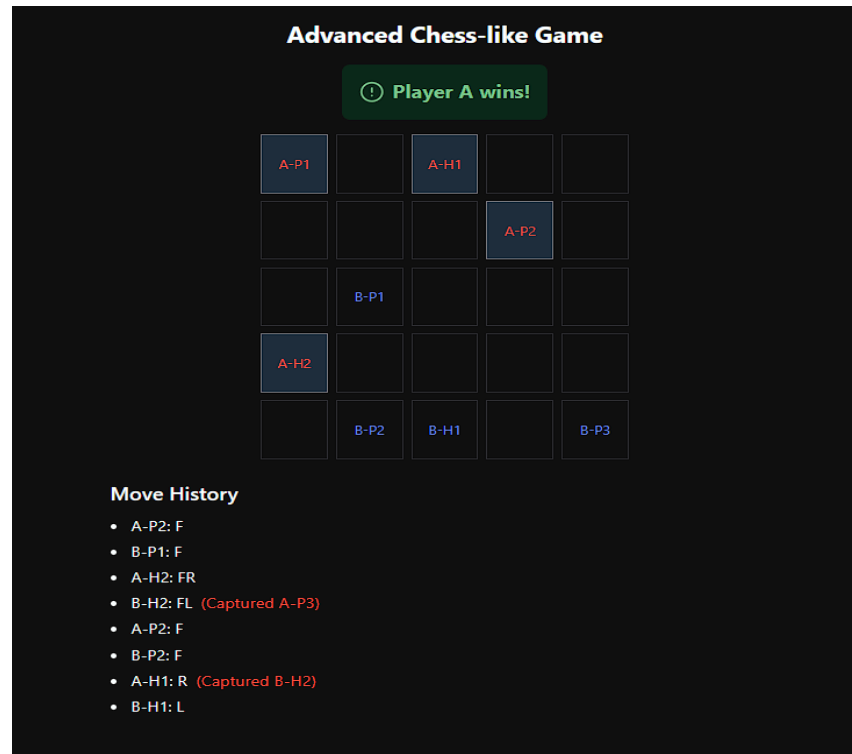 Advanced Chess-like Game
Player A wins!
A-P1 A-H1
A-P2
B-P1
A-H2
B-P2 B-H1 B-P3
Move History
• A-P2: F
• B-P1: F
• A-H2: FR
• B-H2: FL (Captured A-P3)
• A-P2: F
• B-P2: F
• A-H1: R (Captured B-H2)
• B-H1: L